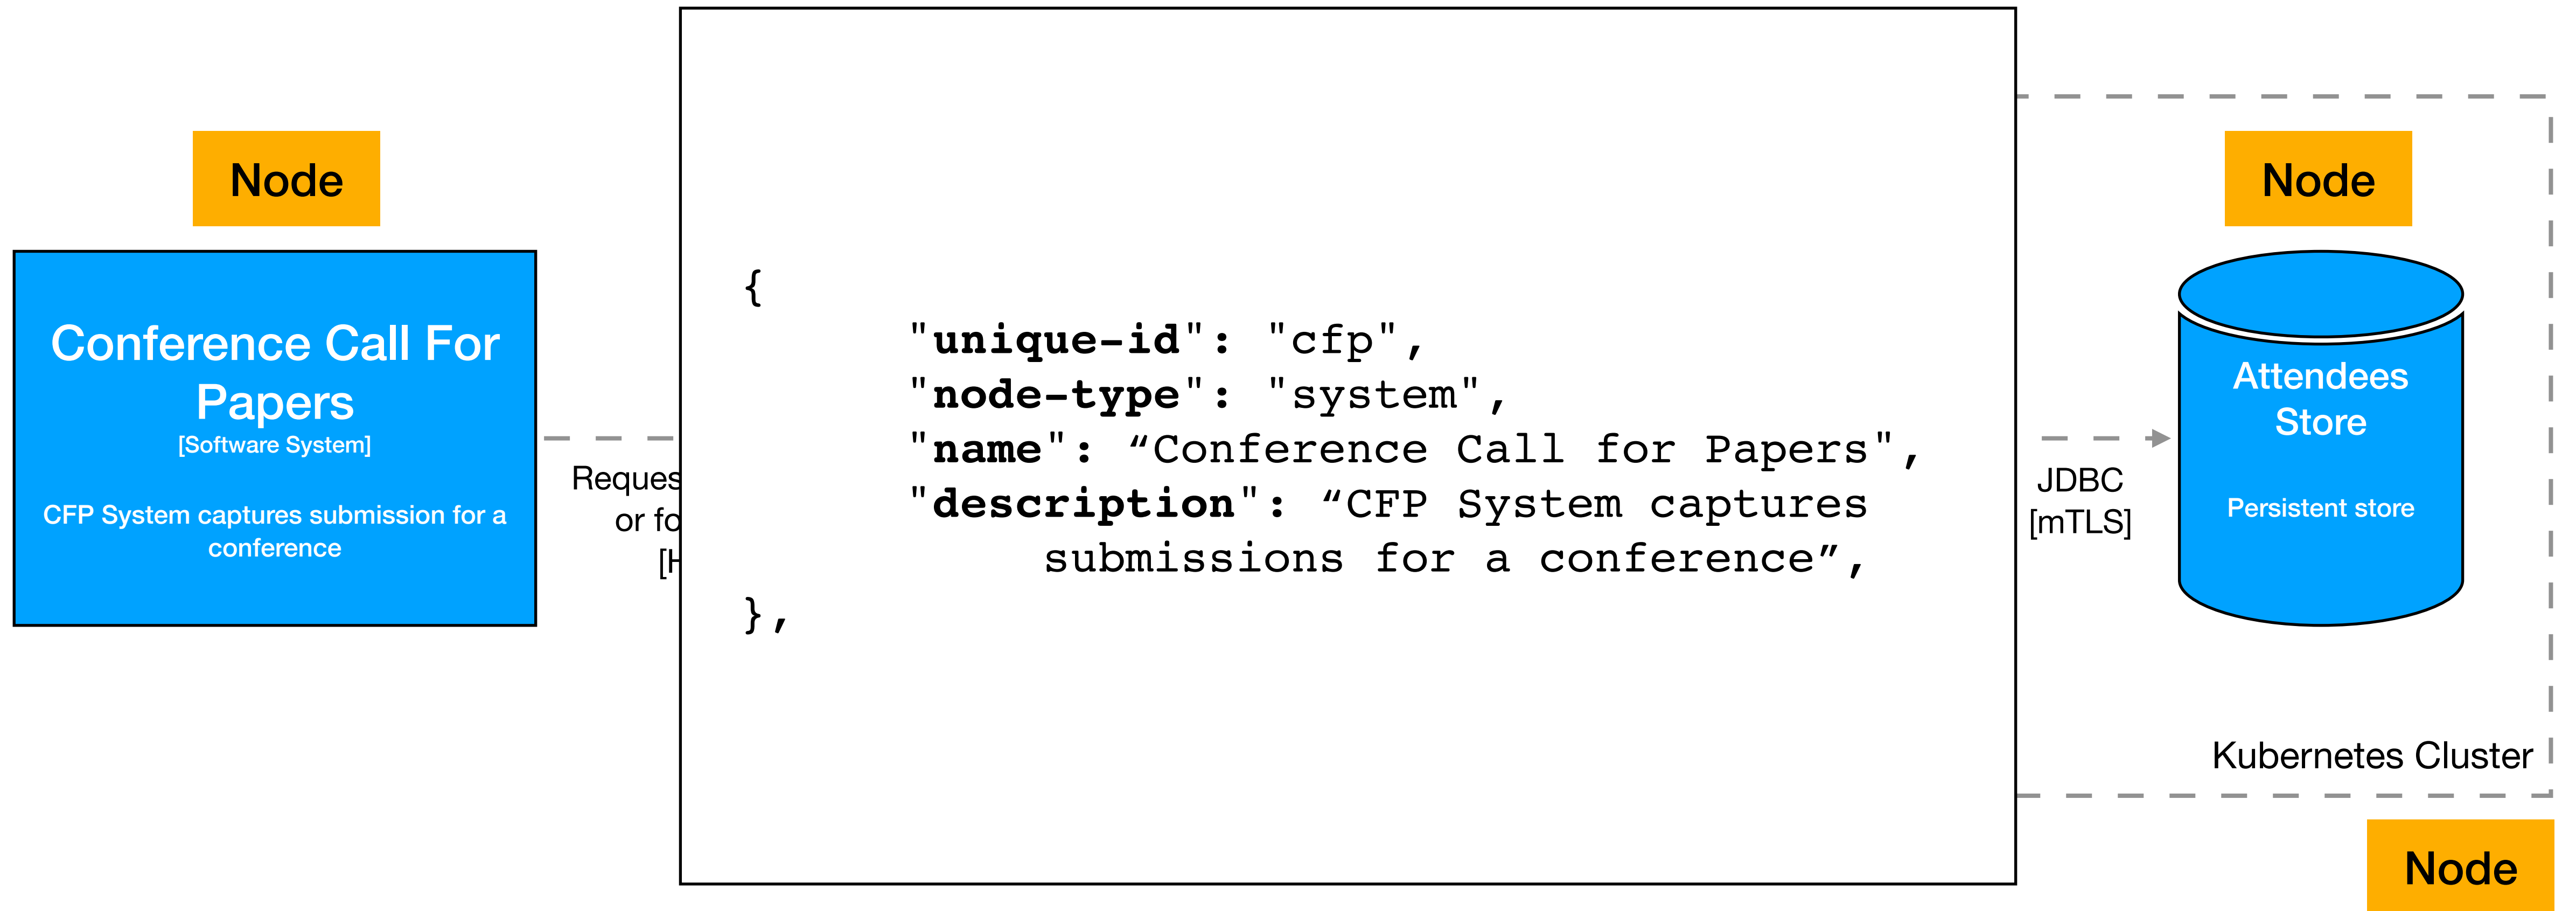 Node
Conference Call For
Papers
[Software System]
CFP System captures submission for a
conference
or
{
"unique-id": "cfp",
"node-type": "system",
"name": “Conference Call for Papers",
"description": “CFP System captures
submissions for a conference”,
},
JDBC
[mTLS]
Node
Attendees
Store
Persistent store
Kubernetes Cluster
Node